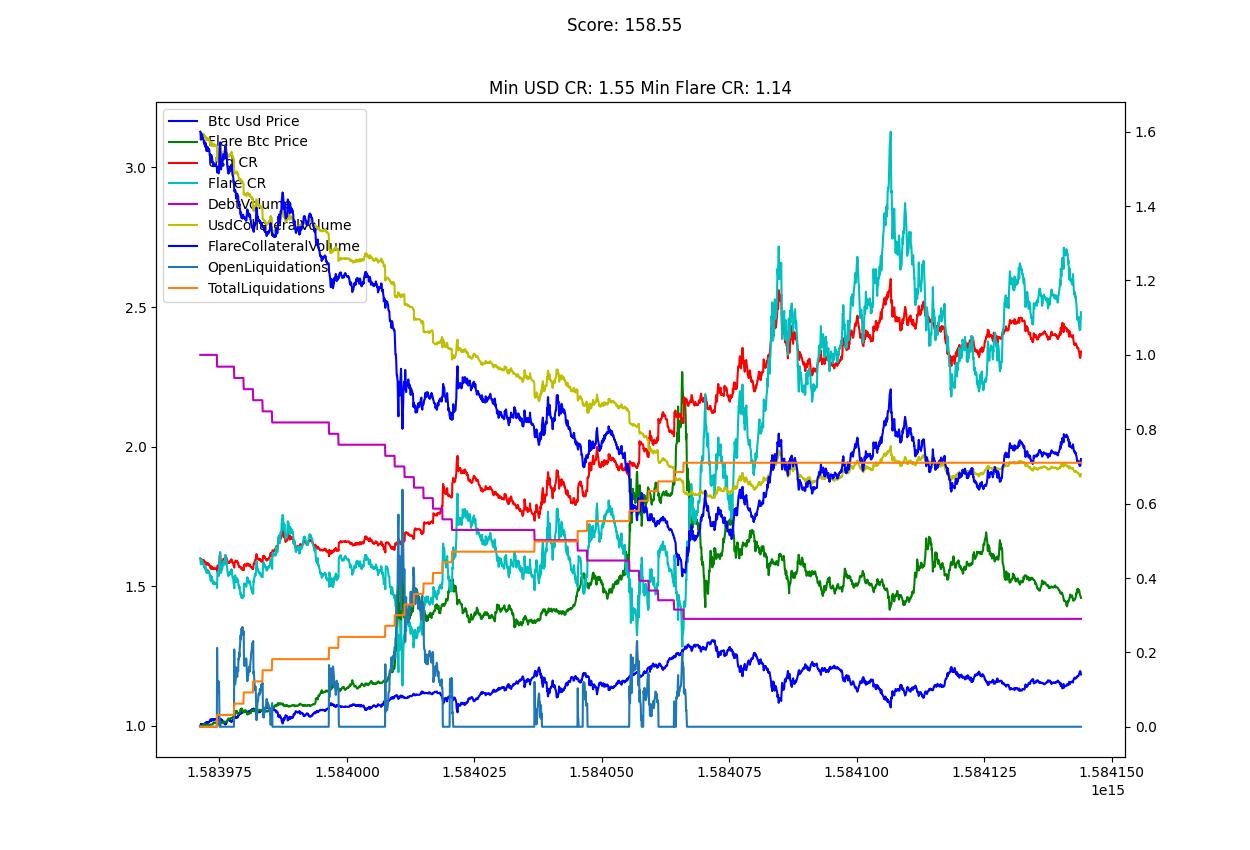 Score: 158.55
Min USD CR: 1.55 Min Flare CR: 1.14
Btc Usd Price
Flare Btc Price
Usd CR
Flare CR
DebtVolume
UsdCollateralVolume
FlareCollateralVolume
OpenLiquidations
TotalLiquidations
3.0
2.5
2.0
1.5
1.0
1.6
1.4
1.2
1.0
0.8
0.6
0.4
0.2
0.0
1.583975 1.584000 1.584025 1.584050 1.584075 1.584100 1.584125 1.584150
1e15